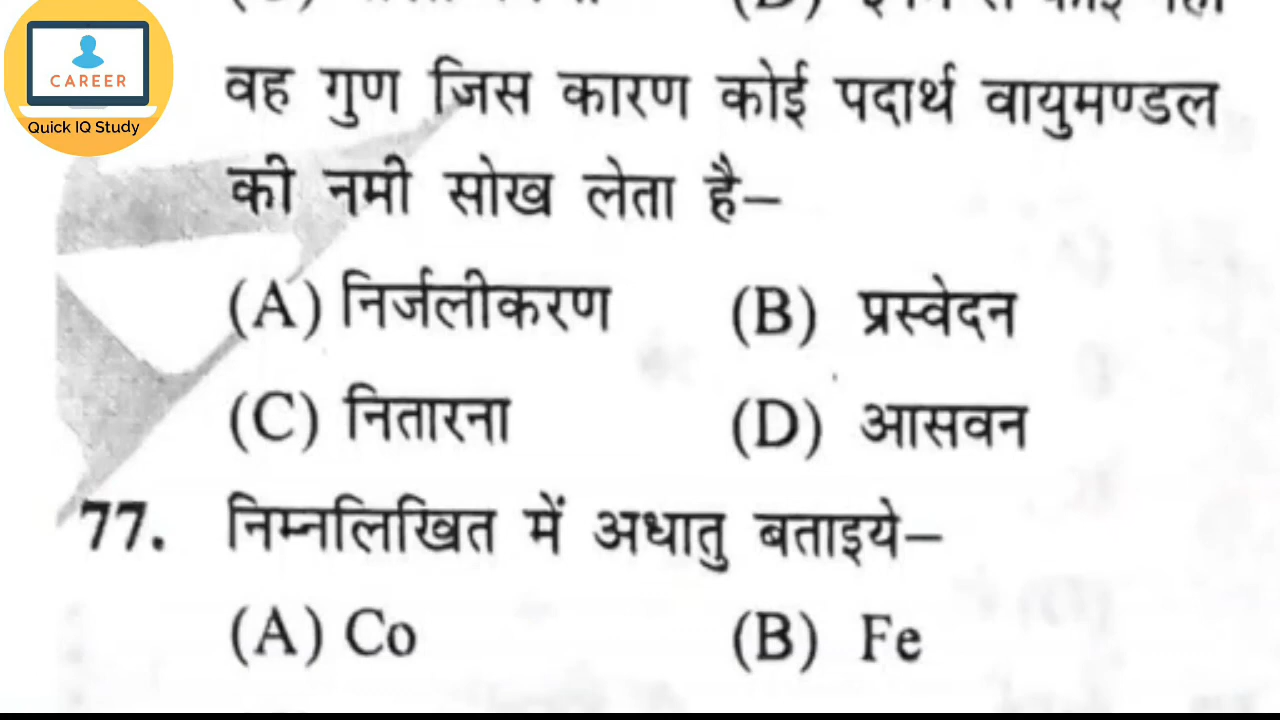 CAREER
Quick IQ Study
वह गुण जिस कारण कोई पदार्थ वायुमण्डल
की नमी सोख लेता है–
(A) निर्जलीकरण (B) प्रस्वेदन
(C) नितारना (D) आसवन
77. निम्नलिखित में अधातु बताइये–
(A) Co (B) Fe